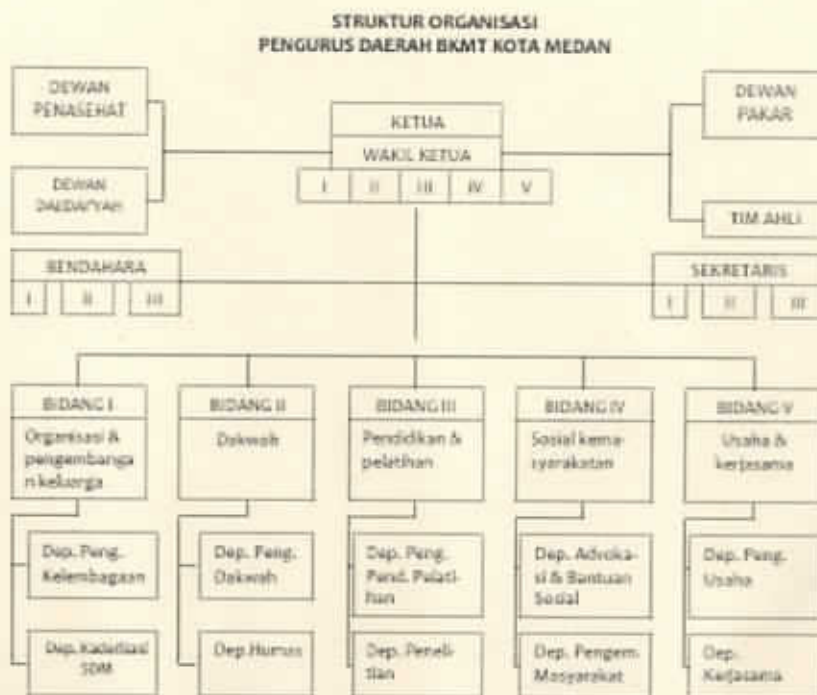 STRUKTUR ORGANISASI
PENGURUS DAERAH BKMT KOTA MEDAN
DEWAN
PENASEHAT
DEWAN
PAKAR
KETUA
WAKIL KETUA
I II III IV V
DEWAN
TIM AHLI
BENDAHARA
I II III
SEKRETARIS
I II III
BIDANG I
Organisasi &
pengembanga
n keluarga
BIDANG II
Dakwah
BIDANG III
Pendidikan &
pelatihan
BIDANG IV
Sosial kema-
syarakatan
BIDANG V
Usaha &
kerjasama
Dep. Peng.
Kelembagaan
Dep. Peng.
Dakwah
Dep. Peng.
Pend. Pelati-
han
Dep. Advoka-
si & Bantuan
Sosial
Dep. Peng.
Usaha
Dep. Kaderisasi
SDM
Dep.Humas
Dep. Peneli-
tian
Dep. Pengem.
Masyarakat
Dep.
Kerjasama